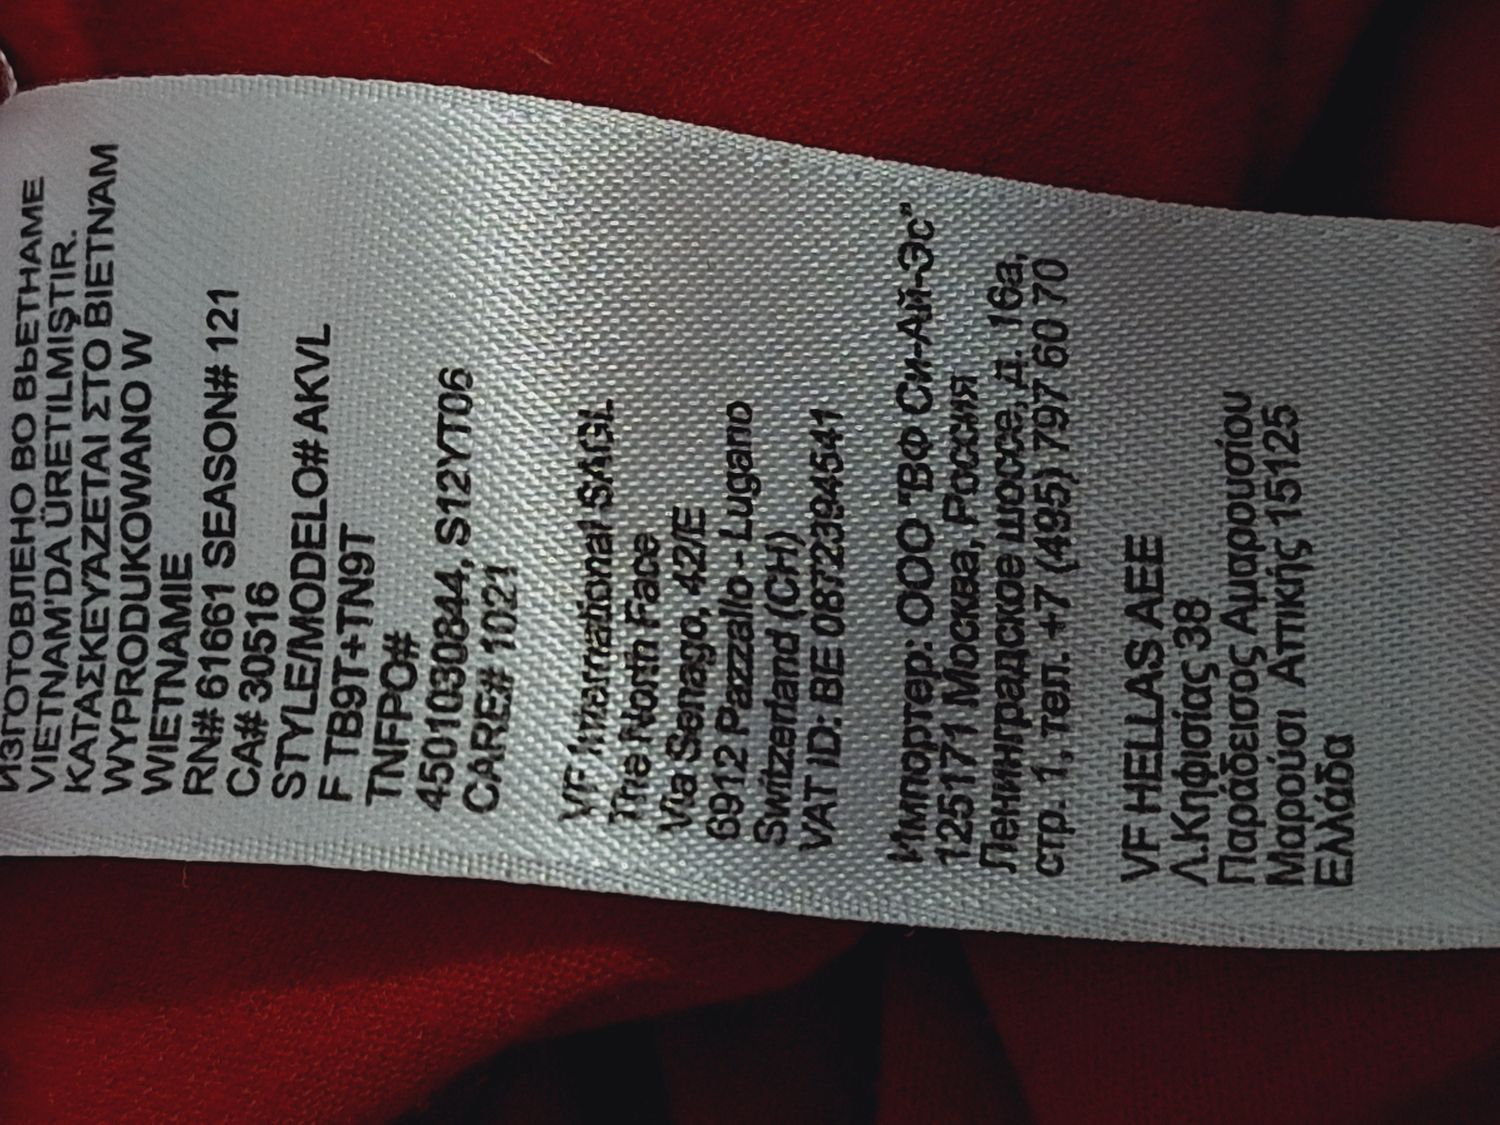 ИЗГОТОВЛЕНО ВО ВЬЕТНАМЕ
VIETNAM'DA ÜRETILMIŞTIR.
ΚΑΤΑΣΚΕΥΑΖΕΤΑΙ ΣΤΟ ΒΙΕΤΝΑΜ
WYPRODUKOWANO W
WIETNAMIE
RN# 61661 SEASON# 121
CA# 30516
STYLE/MODELO# AKVL
F TB9T+TN9T
TNFPO#
4501030844, S12YT06
CARE# 1021
VF International SAGL
The North Face
Via Senago, 42/E
6912 Pazzallo - Lugano
Switzerland (CH)
VAT ID: BE 0872394541
Импортер: ООО "ВФ Си-Ай-Эс"
125171 Москва, Россия
Ленинградское шоссе, д. 16а,
стр. 1, тел. +7 (495) 797 60 70
VF HELLAS AEE
Λ.Κηφισίας 38
Παράδεισος Αμαρουσίου
Μαρούσι Αττικής 15125
Ελλάδα